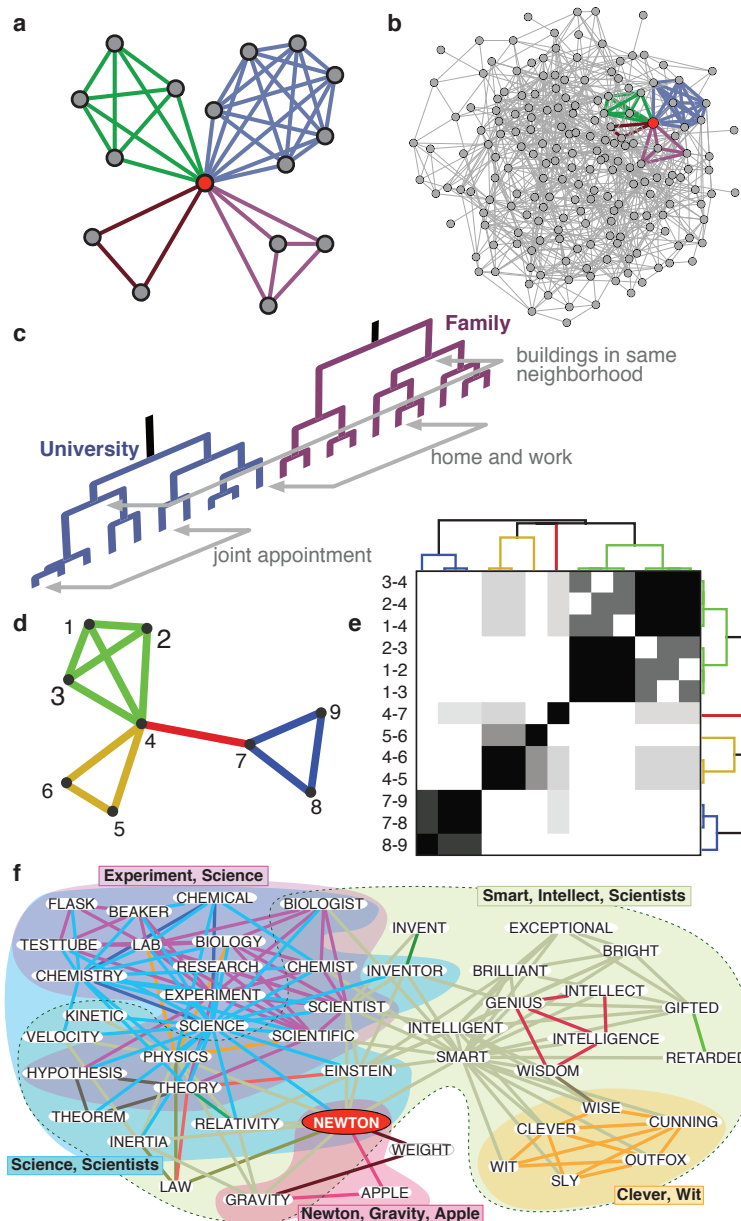 a
b
c
Family
buildings in same
neighborhood
University
home and work
joint appointment
d
1
2
3
4
5
6
7
8
9
e
3-4
2-4
1-4
2-3
1-2
1-3
4-7
5-6
4-6
4-5
7-9
7-8
8-9
f
Experiment, Science
Smart, Intellect, Scientists
FLASK
BEAKER
CHEMICAL
BIOLOGIST
INVENT
EXCEPTIONAL
TESTTUBE
LAB
BIOLOGY
BRIGHT
CHEMISTRY
RESEARCH
CHEMIST
INVENTOR
BRILLIANT
EXPERIMENT
GENIUS
INTELLECT
KINETIC
SCIENCE
SCIENTIST
GIFTED
VELOCITY
SCIENTIFIC
INTELLIGENT
INTELLIGENCE
PHYSICS
SMART
RETARDED
HYPOTHESIS
THEORY
EINSTEIN
WISDOM
THEOREM
RELATIVITY
NEWTON
WISE
INERTIA
WEIGHT
CLEVER
CUNNING
Science, Scientists
LAW
WIT
SLY
OUTFOX
GRAVITY
APPLE
Clever, Wit
Newton, Gravity, Apple